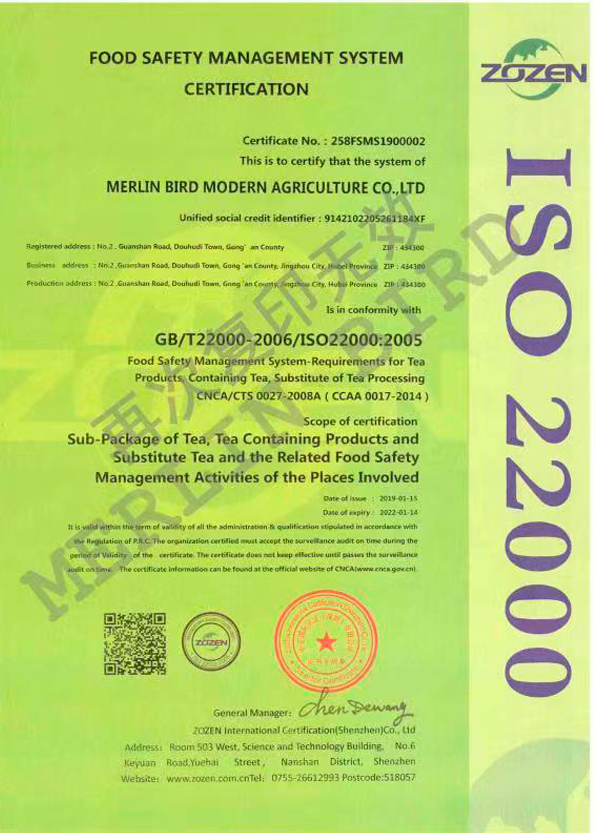 FOOD SAFETY MANAGEMENT SYSTEM
CERTIFICATION
ZOZEN
ISO 22000
Certificate No. : 258FSMS1900002
This is to certify that the system of
MERLIN BIRD MODERN AGRICULTURE CO.,LTD
Unified social credit identifier : 9142102205261184XF
Registered address : No.2 , Guanshan Road, Douhudi Town, Gong' an County ZIP : 434300
Business address : No.2 ,Guanshan Road, Douhudi Town, Gong 'an County, Jingzhou City, Hubei Province ZIP : 434300
Production address : No.2 ,Guanshan Road, Douhudi Town, Gong 'an County, Jingzhou City, Hubei Province ZIP : 434300
Is in conformity with
GB/T22000-2006/ISO22000:2005
Food Safety Management System-Requirements for Tea
Products, Containing Tea, Substitute of Tea Processing
CNCA/CTS 0027-2008A ( CCAA 0017-2014 )
Scope of certification
Sub-Package of Tea, Tea Containing Products and
Substitute Tea and the Related Food Safety
Management Activities of the Places Involved
Date of issue : 2019-01-15
Date of expiry : 2022-01-14
It is valid within the term of validity of all the administration & qualification stipulated in accordance with
the Regulation of P.R.C. The organization certified must accept the surveillance audit on time during the
period of Validity of the certificate. The certificate does not keep effective until passes the surveillance
audit on time. The certificate information can be found at the official website of CNCA(www.cnca.gov.cn).
再次复印无效
MERLIN BIRD
ZOZEN
General Manager: Chen Dewang
ZOZEN International Certification(Shenzhen)Co., Ltd
Address: Room 503 West, Science and Technology Building, No.6
Keyuan Road,Yuehai Street , Nanshan District, Shenzhen
Website: www.zozen.com.cnTel: 0755-26612993 Postcode:518057